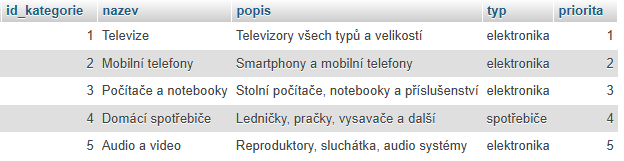 id_kategorie nazev popis typ priorita
1 Televize Televizory všech typů a velikostí elektronika 1
2 Mobilní telefony Smartphony a mobilní telefony elektronika 2
3 Počítače a notebooky Stolní počítače, notebooky a příslušenství elektronika 3
4 Domácí spotřebiče Ledničky, pračky, vysavače a další spotřebiče 4
5 Audio a video Reproduktory, sluchátka, audio systémy elektronika 5